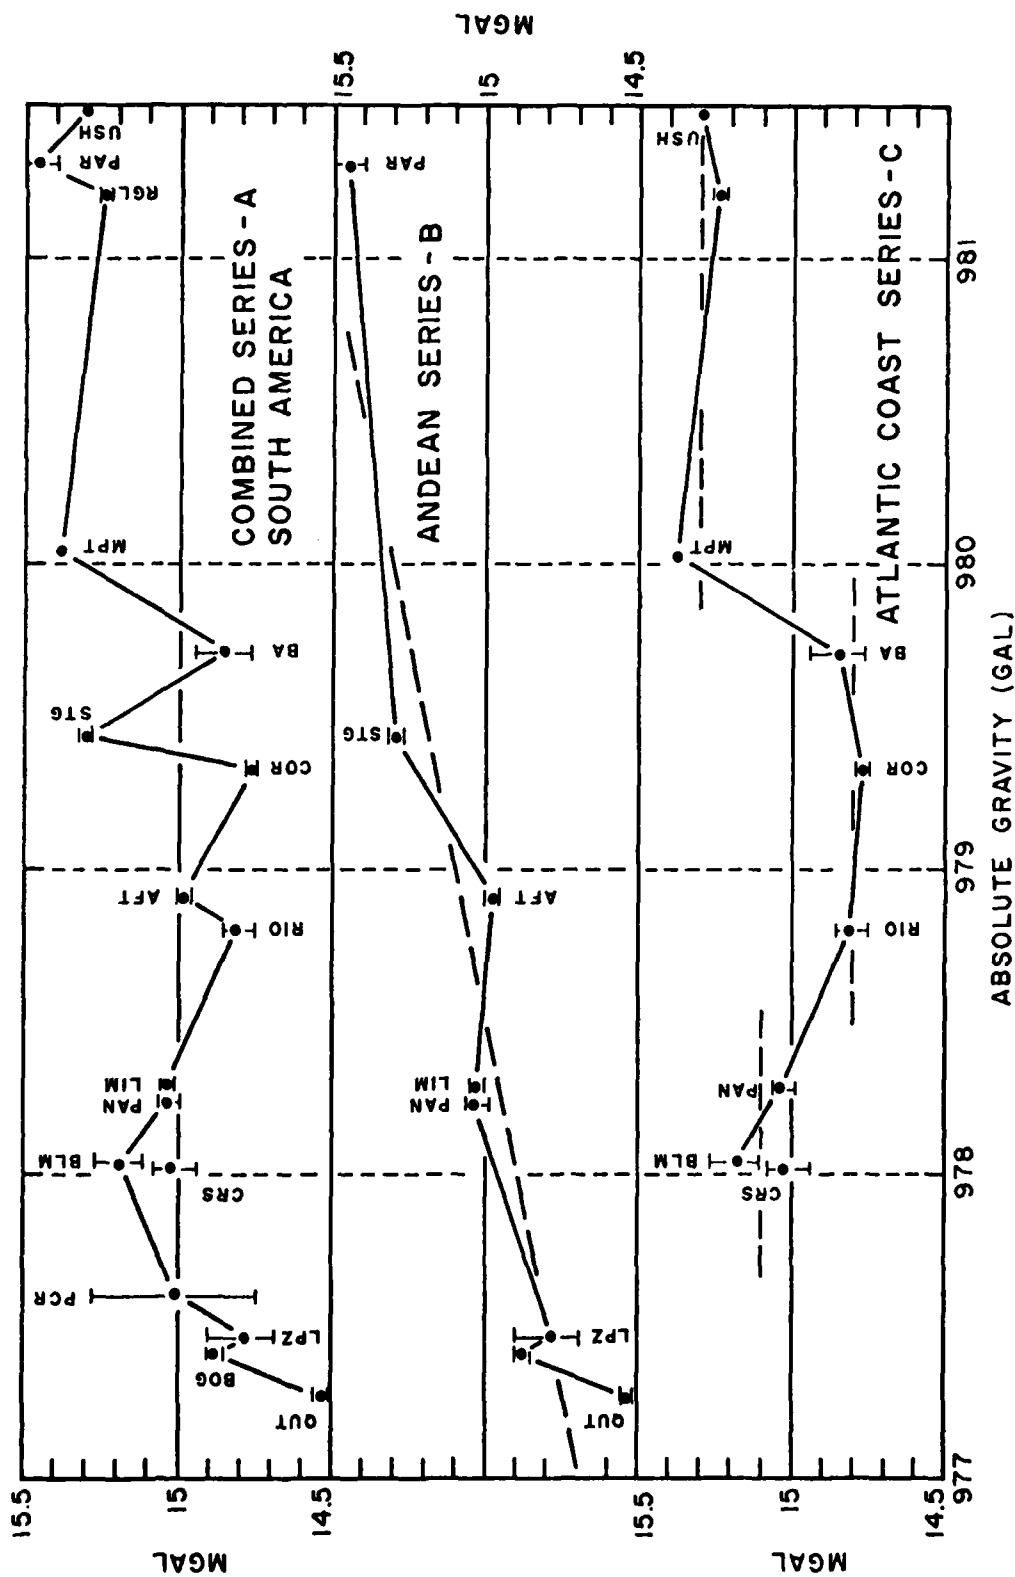 MGAL
15.5
15
14.5
USH
PAR
RGL
COMBINED SERIES-A
SOUTH AMERICA
MPT
BA
STG
COR
AFT
RIO
LIM
PAN
BLM
CRS
PCR
LPZ
BOG
QUT
15.5
15
14.5
MGAL
PAR
ANDEAN SERIES-B
STG
AFT
LIM
PAN
LPZ
QUT
USH
MPT
ATLANTIC COAST SERIES-C
BA
COR
RIO
PAN
BLM
CRS
15.5
15
14.5
MGAL
977
978
979
980
981
ABSOLUTE GRAVITY (GAL)